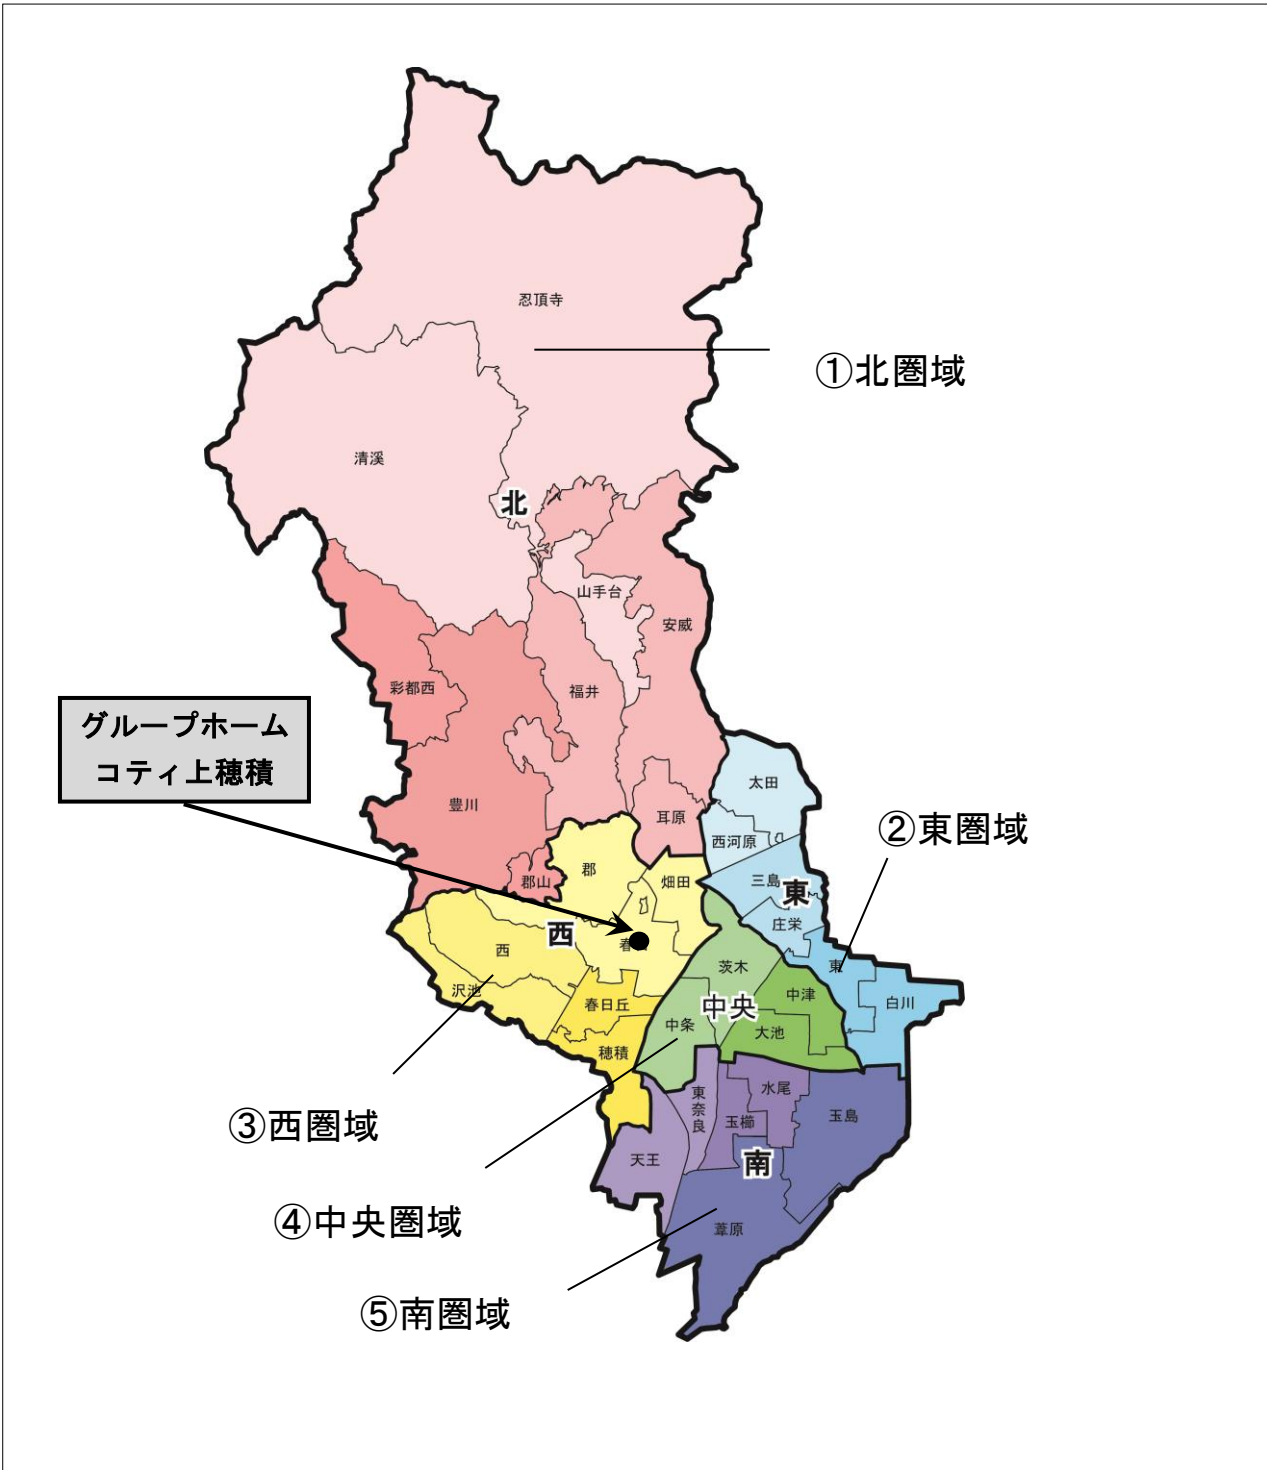 忍頂寺
①北圏域
清溪
北
山手台
安威
彩都西
福井
グループホーム
コティ上穂積
太田
豊川
耳原
西河原
②東圏域
郡
郡山
畑田
三島
東
庄栄
西
西
春
茨木
東
沢池
春日丘
中央
中津
白川
中条
大池
穂積
③西圏域
東奈良
水尾
玉櫛
玉島
天王
南
④中央圏域
葦原
⑤南圏域